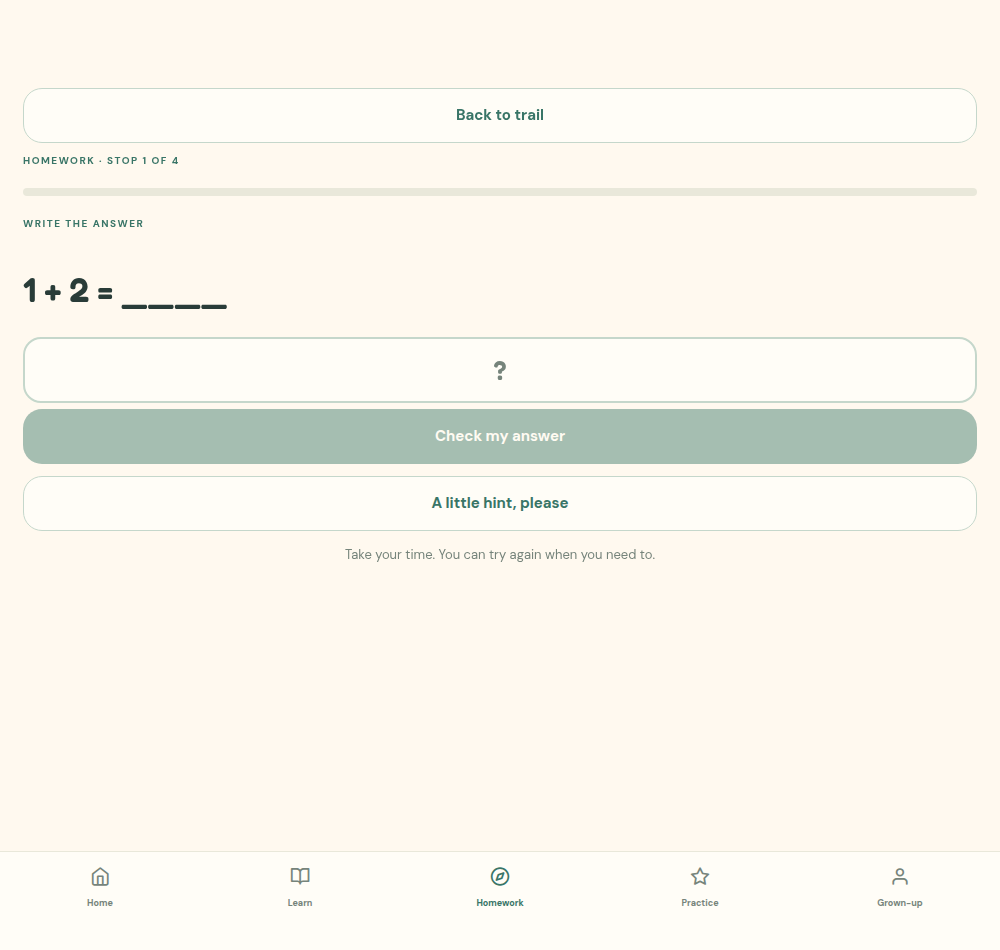 Back to trail
HOMEWORK · STOP 1 OF 4
WRITE THE ANSWER
1 + 2 = ____
?
Check my answer
A little hint, please
Take your time. You can try again when you need to.
Home Learn Homework Practice Grown-up